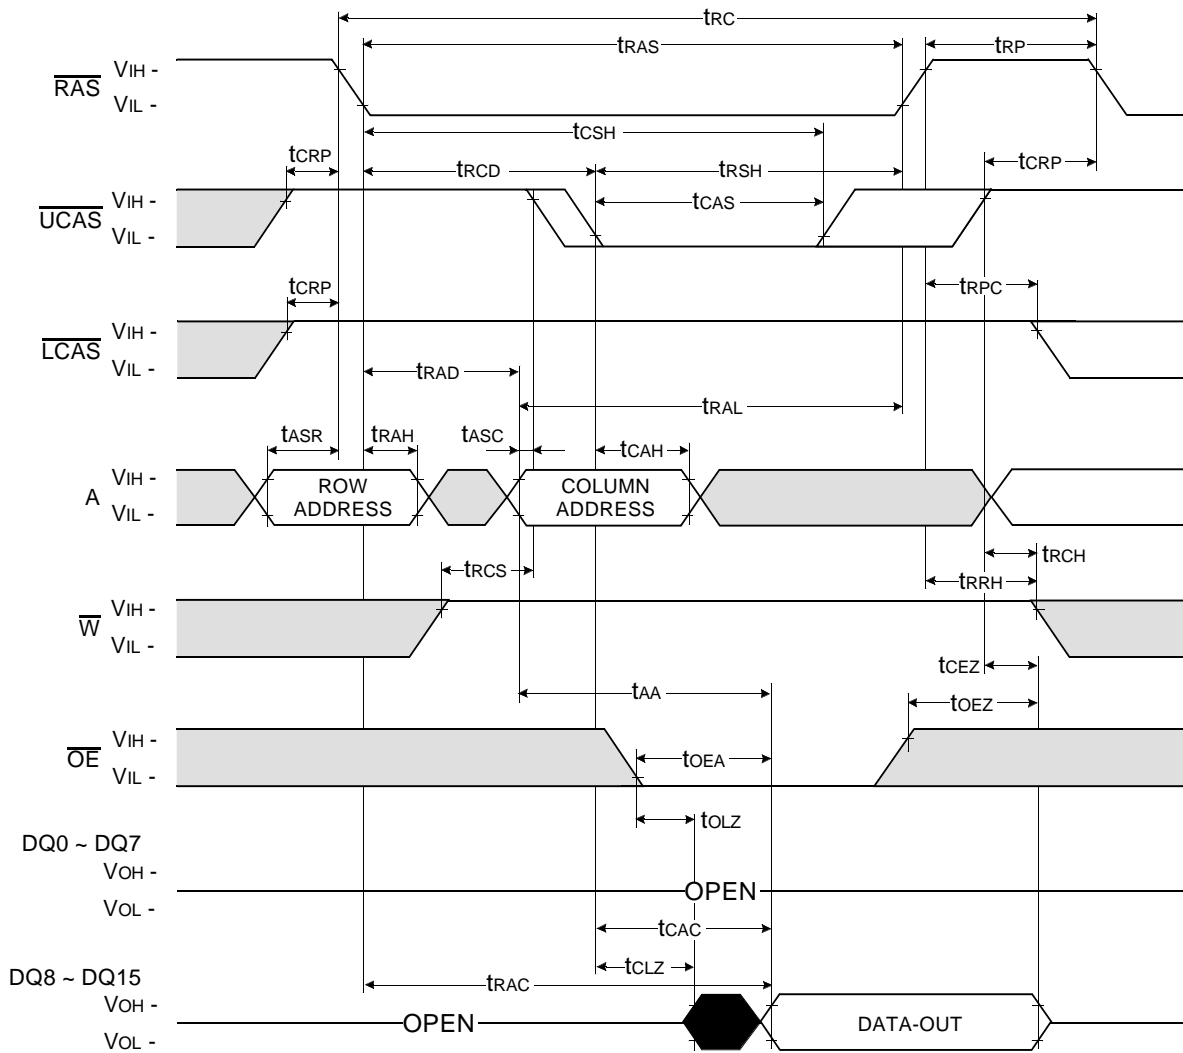 tRC
tRAS
tRP
RAS
VIH -
VIL -
tCSH
tCRP
tRCD
tRSH
tCRP
UCAS
VIH -
VIL -
tCAS
tCRP
tRPC
LCAS
VIH -
VIL -
tRAD
tRAL
tASR
tRAH
tASC
tCAH
A
VIH -
VIL -
ROW
ADDRESS
COLUMN
ADDRESS
tRCS
tRCH
tRRH
W
VIH -
VIL -
tCEZ
tAA
tOEZ
OE
VIH -
VIL -
tOEA
tOLZ
DQ0 ~ DQ7
VOH -
VOL -
OPEN
tCAC
tCLZ
tRAC
DQ8 ~ DQ15
VOH -
VOL -
OPEN
DATA-OUT